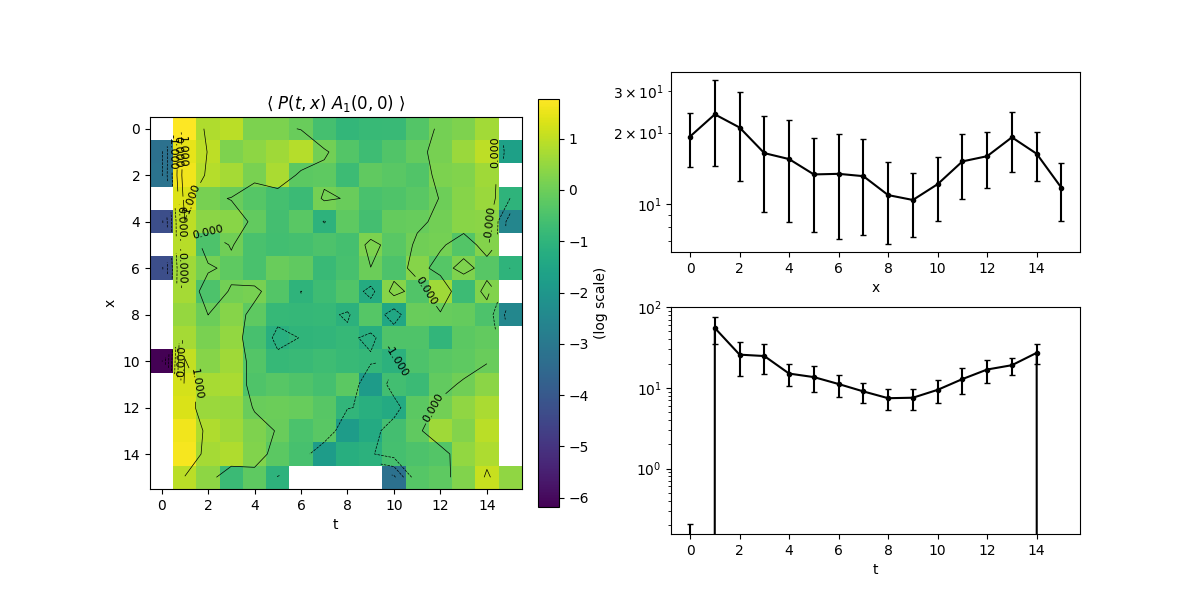 ⟨ P(t, x) A₁(0, 0) ⟩
0
2
4
6
8
10
12
14
x
0 2 4 6 8 10 12 14
t
1
0
−1
−2
−3
−4
−5
−6
(log scale)
0.000
1.000
0.000
-0.000
0.000
-1.000
0.000
3 × 10¹
2 × 10¹
10¹
0 2 4 6 8 10 12 14
x
10²
10¹
10⁰
0 2 4 6 8 10 12 14
t